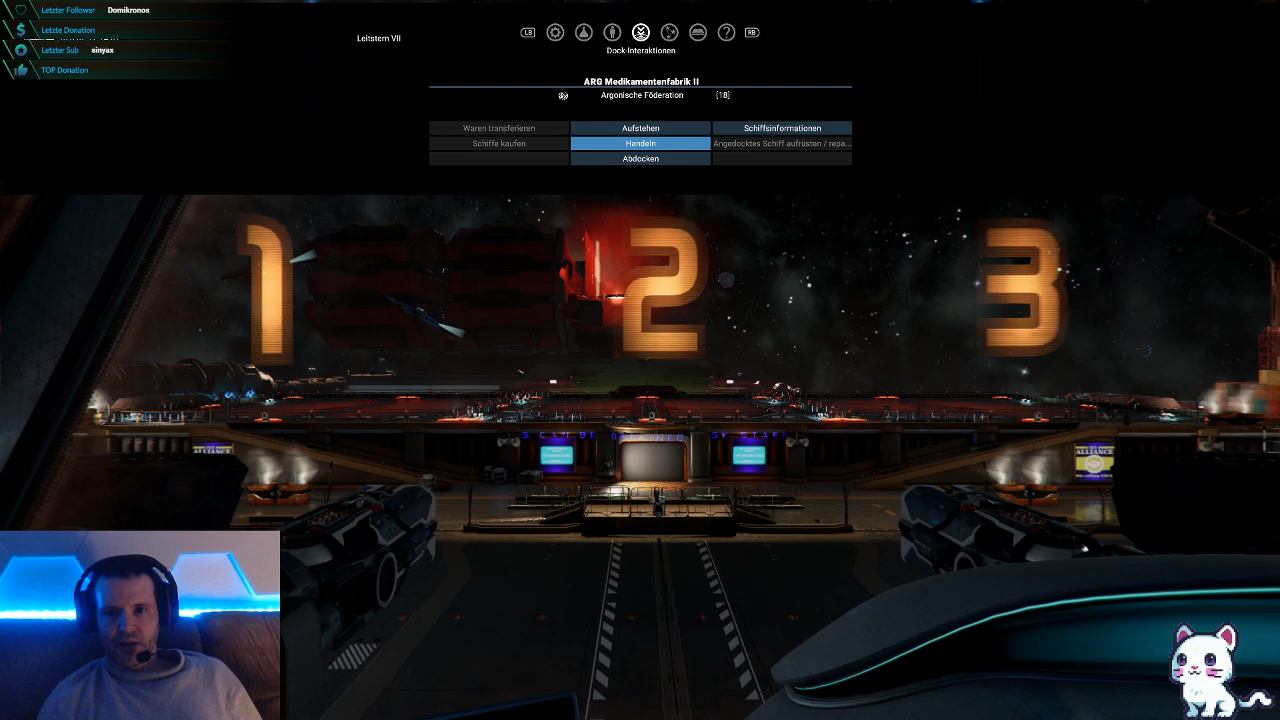 Letzter Follower Domikronos
Letzte Donation
Letzter Sub sinyax
TOP Donation
Leitstern VII
LB ? RB
Dock-Interaktionen
ARG Medikamentenfabrik II
Argonische Föderation [18]
Waren transferieren Aufstehen Schiffsinformationen
Schiffe kaufen Handeln Angedocktes Schiff aufrüsten / repa...
Abdocken
1 2 3
ALLIANCE
ALLIANCE